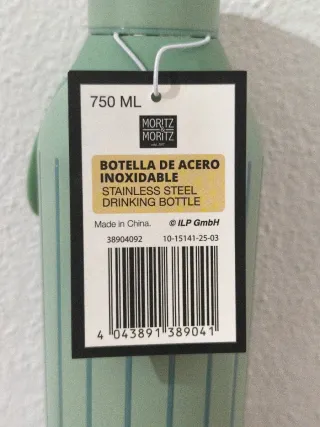 750 ML
MORITZ
&
MORITZ
BOTELLA DE ACERO
INOXIDABLE
STAINLESS STEEL
DRINKING BOTTLE
Made in China. © ILP GmbH
38904092 10-15141-25-03
4 043891 389041